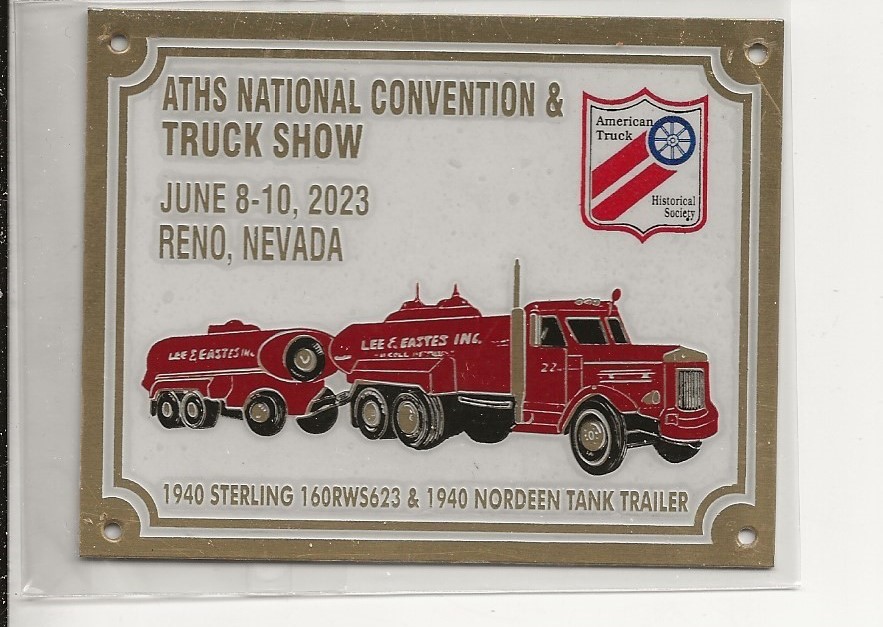 ATHS NATIONAL CONVENTION &
TRUCK SHOW
JUNE 8-10, 2023
RENO, NEVADA
American
Truck
Historical
Society
LEE & EASTES INC.
LEE & EASTES INC.
22
1940 STERLING 160RWS623 & 1940 NORDEEN TANK TRAILER